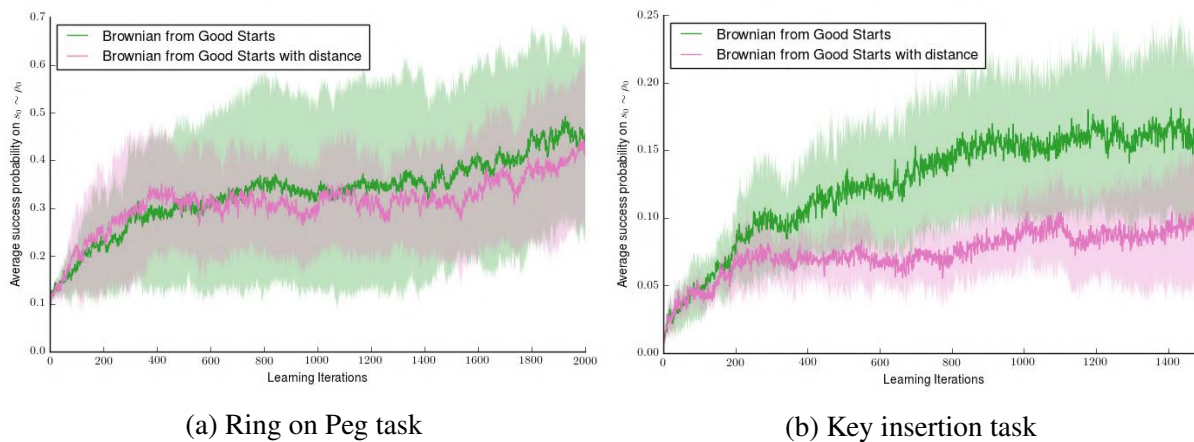 0.7
0.6
0.5
0.4
0.3
0.2
0.1
0.0
Average success probability on s₀ ~ ρ₀
Brownian from Good Starts
Brownian from Good Starts with distance
0 200 400 600 800 1000 1200 1400 1600 1800 2000
Learning Iterations
(a) Ring on Peg task
0.25
0.20
0.15
0.10
0.05
0.00
Average success probability on s₀ ~ ρ₀
Brownian from Good Starts
Brownian from Good Starts with distance
0 200 400 600 800 1000 1200 1400
Learning Iterations
(b) Key insertion task